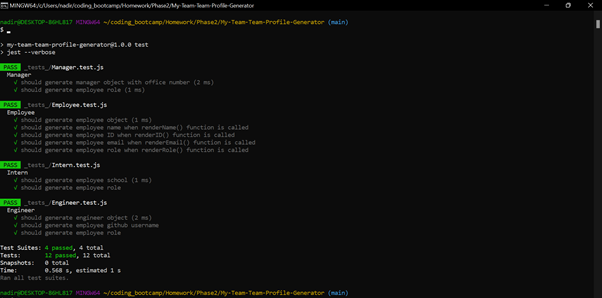 MINGW64:/c/Users/nadir/coding_bootcamp/Homework/Phase2/My-Team-Team-Profile-Generator
nadir@DESKTOP-86HLB17 MINGW64 ~/coding_bootcamp/Homework/Phase2/My-Team-Team-Profile-Generator (main)
$
> my-team-team-profile-generator@1.0.0 test
> jest --verbose
PASS _tests_/Manager.test.js
Manager
√ should generate manager object with office number (2 ms)
√ should generate employee role (1 ms)
PASS _tests_/Employee.test.js
Employee
√ should generate employee object (1 ms)
√ should generate employee name when renderName() function is called
√ should generate employee ID when renderID() function is called
√ should generate employee email when renderEmail() function is called
√ should generate employee role when renderRole() function is called
PASS _tests_/Intern.test.js
Intern
√ should generate employee school (1 ms)
√ should generate employee role
PASS _tests_/Engineer.test.js
Engineer
√ should generate engineer object (2 ms)
√ should generate employee github username
√ should generate employee role
Test Suites: 4 passed, 4 total
Tests: 12 passed, 12 total
Snapshots: 0 total
Time: 0.568 s, estimated 1 s
Ran all test suites.
nadir@DESKTOP-86HLB17 MINGW64 ~/coding_bootcamp/Homework/Phase2/My-Team-Team-Profile-Generator (main)